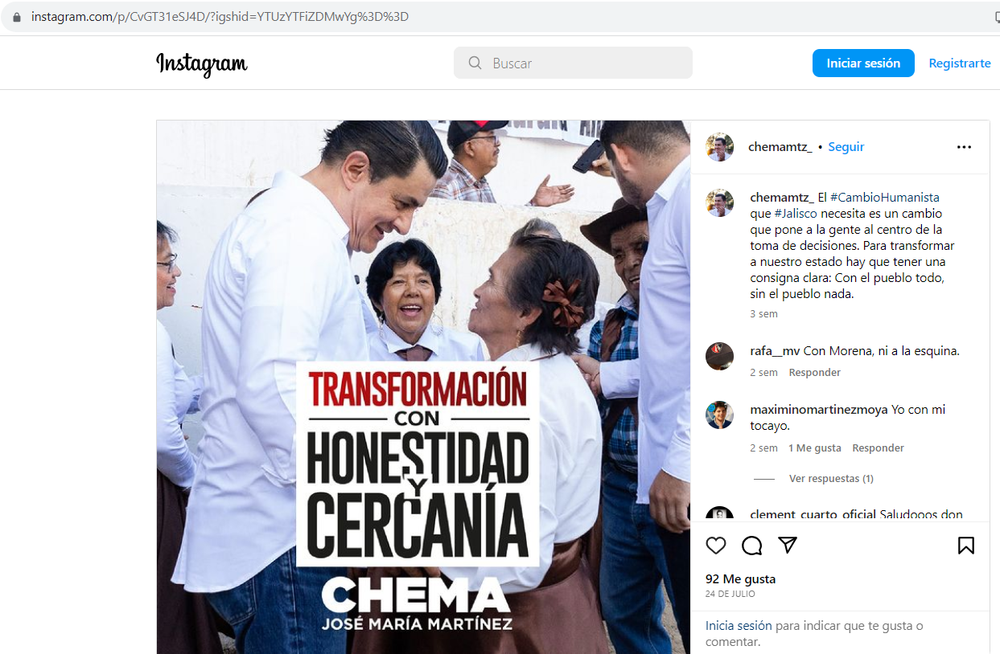 instagram.com/p/CvGT31eSJ4D/?igshid=YTUzYTFiZDMwYg%3D%3D
Instagram
Buscar
Iniciar sesión
Registrarte
TRANSFORMACIÓN
CON
HONESTIDAD
Y
CERCANÍA
CHEMA
JOSÉ MARÍA MARTÍNEZ
chemamtz_ • Seguir
chemamtz_ El #CambioHumanista
que #Jalisco necesita es un cambio
que pone a la gente al centro de la
toma de decisiones. Para transformar
a nuestro estado hay que tener una
consigna clara: Con el pueblo todo,
sin el pueblo nada.
3 sem
rafa__mv Con Morena, ni a la esquina.
2 sem Responder
maximinomartinezmoya Yo con mi
tocayo.
2 sem 1 Me gusta Responder
Ver respuestas (1)
clement_cuarto_oficial Saludooos don
92 Me gusta
24 DE JULIO
Inicia sesión para indicar que te gusta o
comentar.